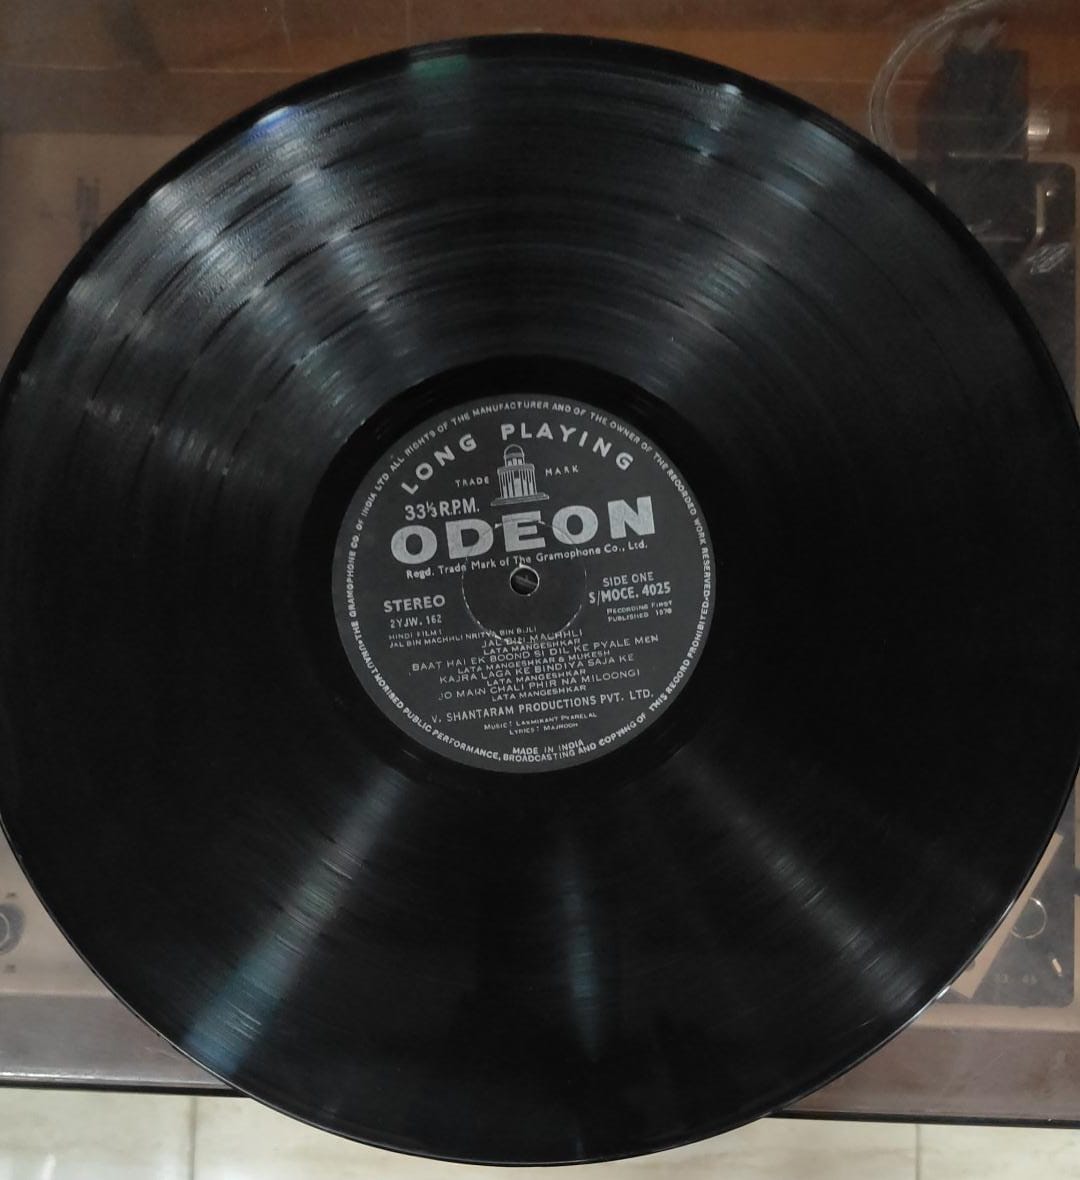 THE GRAMOPHONE CO. OF INDIA LTD ALL RIGHTS OF THE MANUFACTURER AND OF THE OWNER OF THE RECORDED WORK RESERVED • UNAUTHORISED PUBLIC PERFORMANCE, BROADCASTING AND COPYING OF THIS RECORD PROHIBITED •
LONG PLAYING
TRADE MARK
33⅓ R.P.M.
ODEON
Regd. Trade Mark of The Gramophone Co., Ltd.
SIDE ONE
STEREO S/MOCE. 4025
2YJW. 162 RECORDING FIRST
PUBLISHED 1970
HINDI FILM:
JAL BIN MACHHLI NRITYA BIN BIJLI
JAL BIN MACHHLI
LATA MANGESHKAR
BAAT HAI EK BOOND SI DIL KE PYALE MEN
LATA MANGESHKAR & MUKESH
KAJRA LAGA KE BINDIYA SAJA KE
LATA MANGESHKAR
JO MAIN CHALI PHIR NA MILOONGI
LATA MANGESHKAR
V. SHANTARAM PRODUCTIONS PVT. LTD.
MUSIC: LAXMIKANT PYARELAL
LYRICS: MAJROOH
MADE IN INDIA
33 45